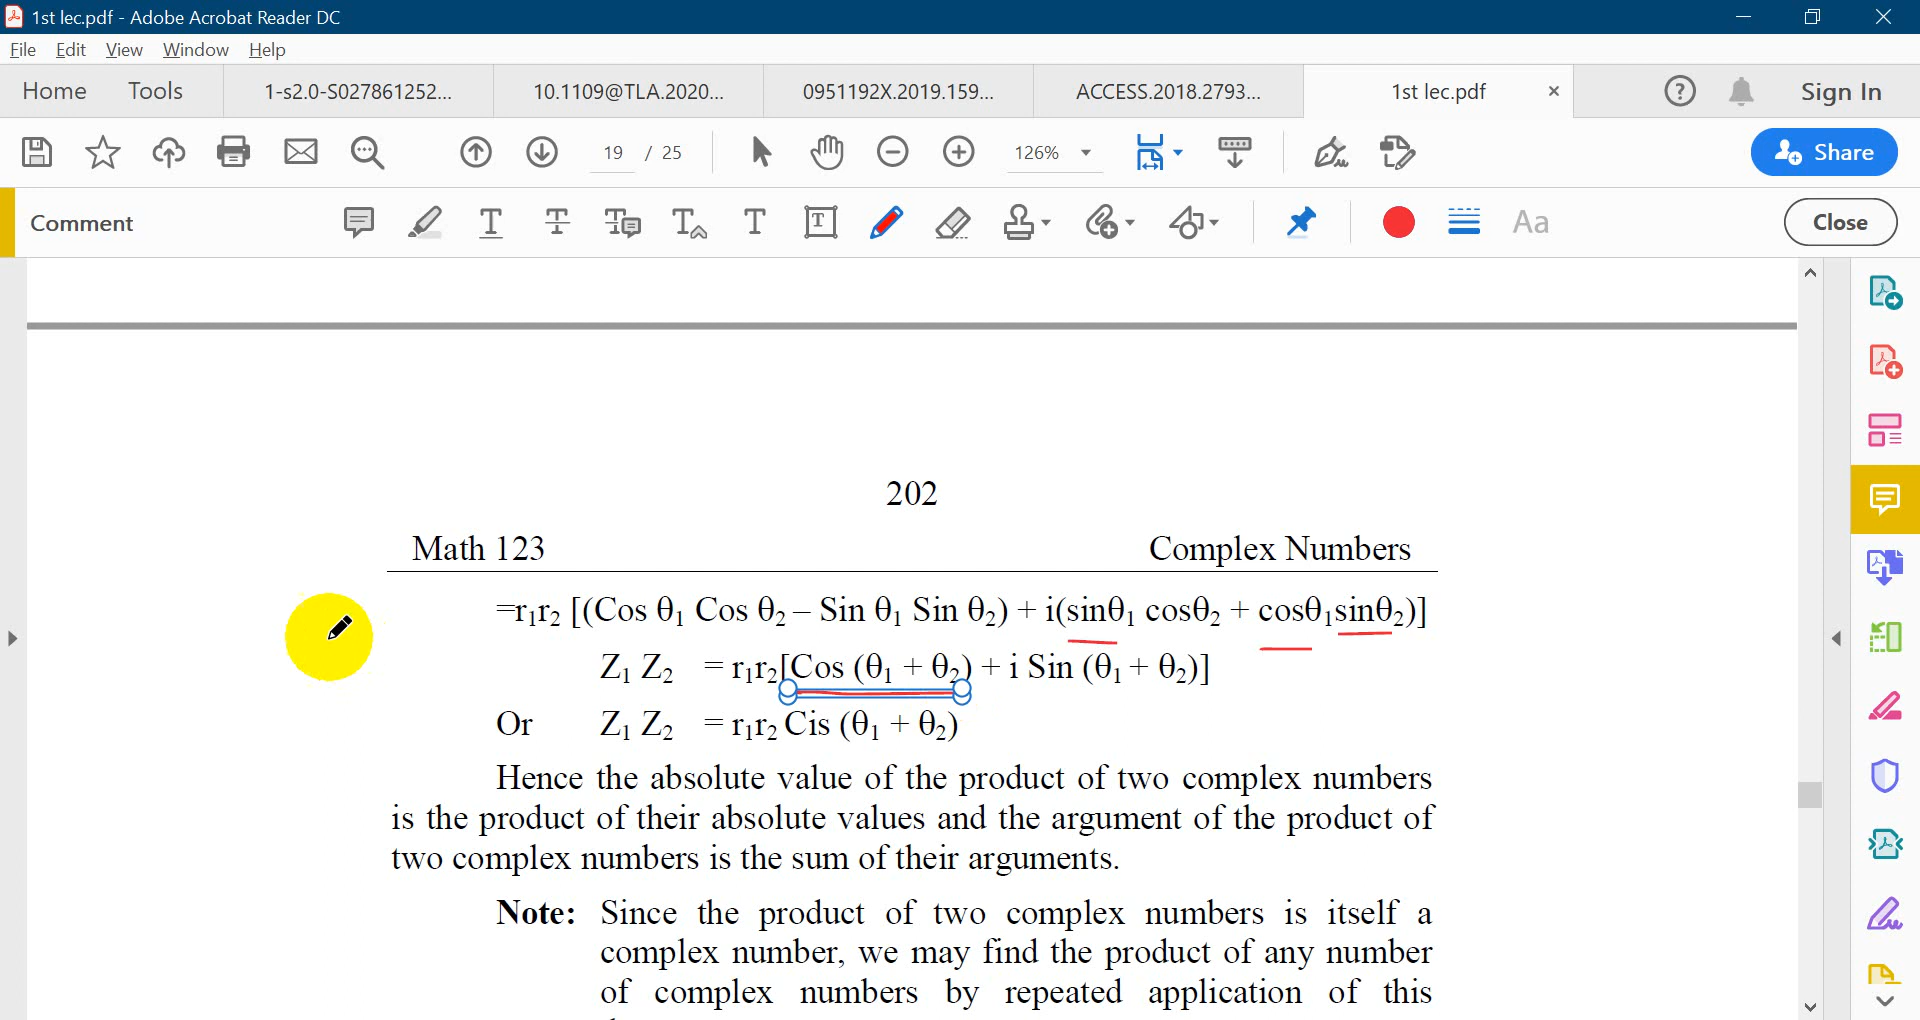 1st lec.pdf - Adobe Acrobat Reader DC
File Edit View Window Help
Home Tools 1-s2.0-S027861252... 10.1109@TLA.2020... 0951192X.2019.159... ACCESS.2018.2793... 1st lec.pdf × Sign In
19 / 25 126% Share
Comment Aa Close
202
Math 123 Complex Numbers
=r₁r₂ [(Cos θ₁ Cos θ₂ – Sin θ₁ Sin θ₂) + i(sinθ₁ cosθ₂ + cosθ₁sinθ₂)]
Z₁ Z₂ = r₁r₂[Cos (θ₁ + θ₂) + i Sin (θ₁ + θ₂)]
Or Z₁ Z₂ = r₁r₂ Cis (θ₁ + θ₂)
Hence the absolute value of the product of two complex numbers
is the product of their absolute values and the argument of the product of
two complex numbers is the sum of their arguments.
Note: Since the product of two complex numbers is itself a
complex number, we may find the product of any number
of complex numbers by repeated application of this